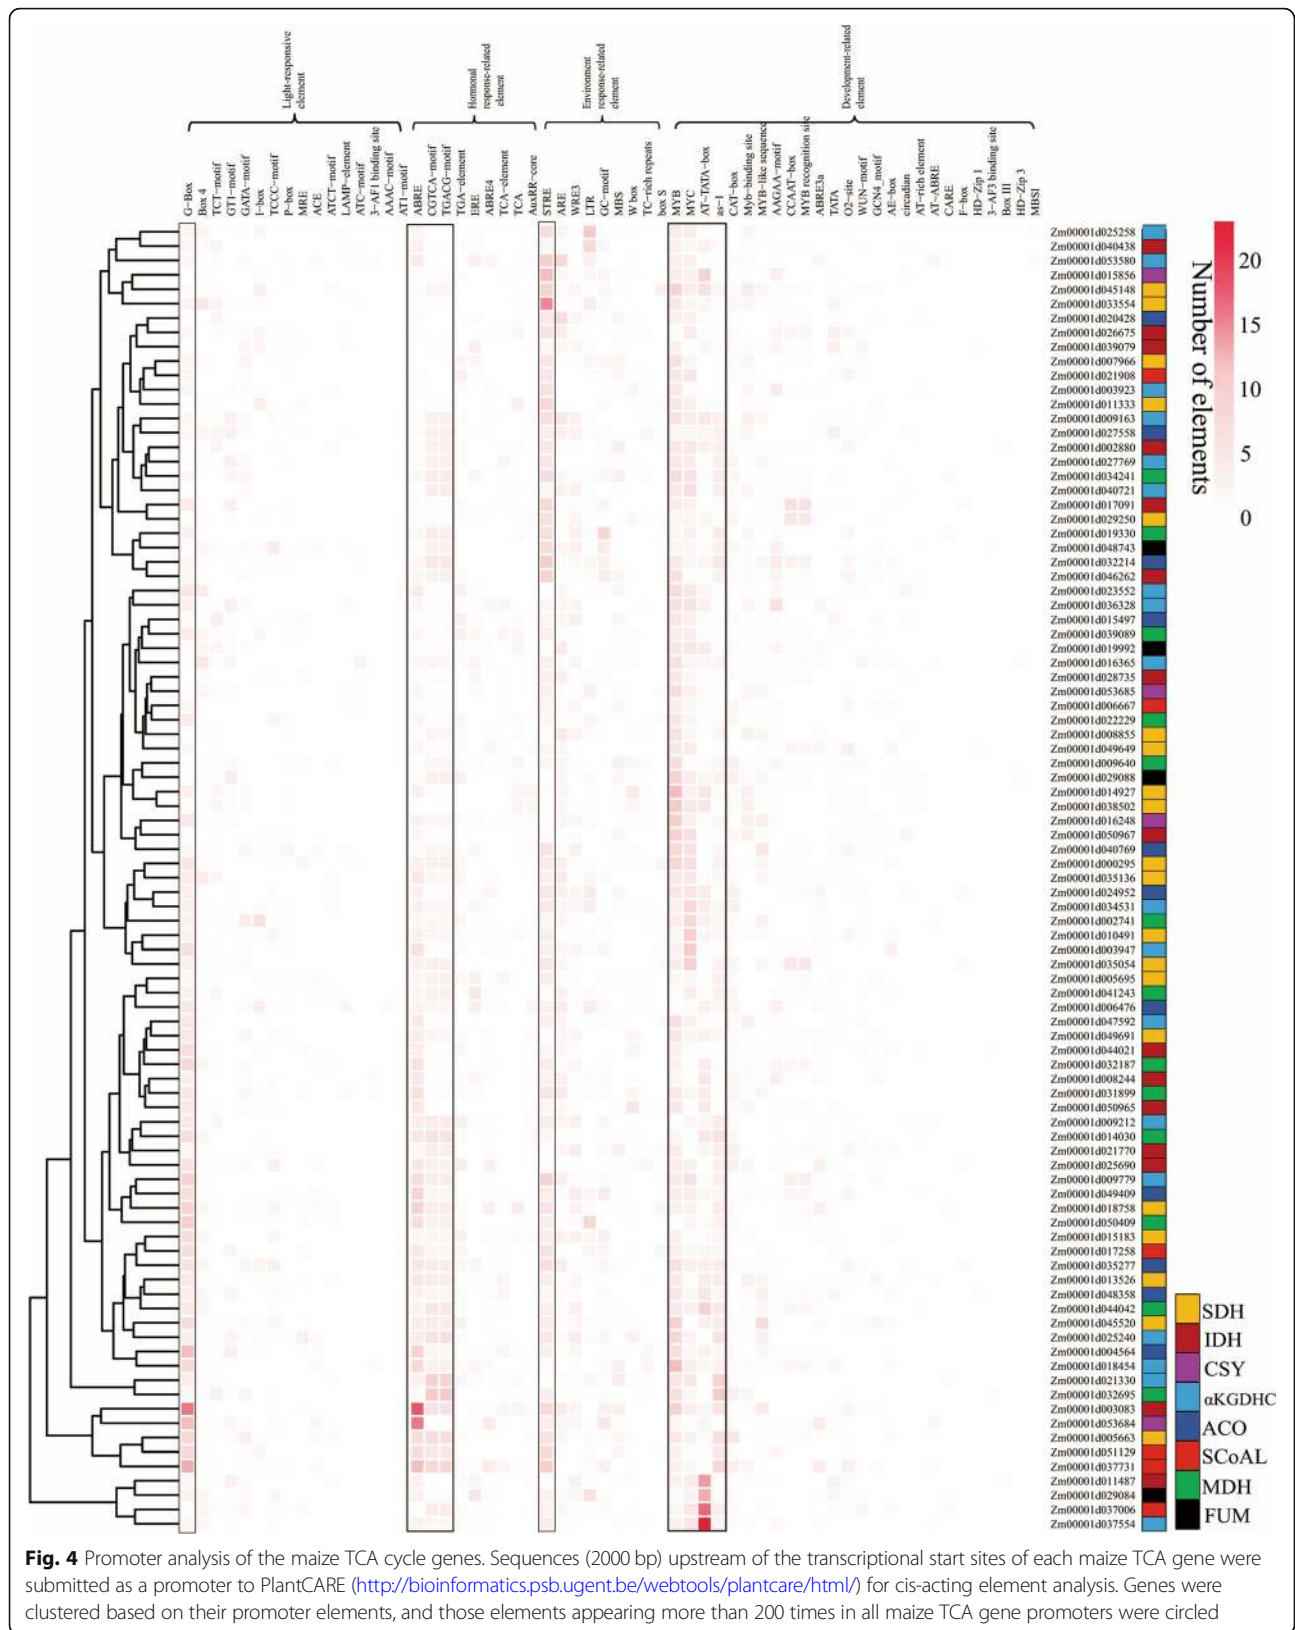 Light-responsive
element
Hormonal
response-related
element
Environment
response-related
element
Development-related
element
G-Box
Box 4
TCT-motif
GT1-motif
GATA-motif
I-box
TCCC-motif
P-box
MRE
ACE
ATCT-motif
LAMP-element
ATC-motif
3-AF1 binding site
AAAC-motif
AT1-motif
ABRE
CGTCA-motif
TGACG-motif
TGA-element
ERE
ABRE4
TCA-element
TCA
AuxRR-core
STRE
ARE
WRE3
LTR
GC-motif
MBS
W box
TC-rich repeats
box S
MYB
MYC
AT-TATA-box
as-1
CAT-box
Myb-binding site
MYB-like sequence
AAGAA-motif
CCAAT-box
MYB recognition site
ABRE3a
TATA
O2-site
WUN-motif
GCN4_motif
AE-box
circadian
AT-rich element
AT-ABRE
CARE
F-box
HD-Zip 1
3-AF3 binding site
Box III
HD-Zip 3
MBSI
Zm00001d025258
Zm00001d040438
Zm00001d053580
Zm00001d015856
Zm00001d045148
Zm00001d033554
Zm00001d020428
Zm00001d026675
Zm00001d039079
Zm00001d007966
Zm00001d021908
Zm00001d003923
Zm00001d011333
Zm00001d009163
Zm00001d027558
Zm00001d002880
Zm00001d027769
Zm00001d034241
Zm00001d040721
Zm00001d017091
Zm00001d029250
Zm00001d019330
Zm00001d048743
Zm00001d032214
Zm00001d046262
Zm00001d023552
Zm00001d036328
Zm00001d015497
Zm00001d039089
Zm00001d019992
Zm00001d016365
Zm00001d028735
Zm00001d053685
Zm00001d006667
Zm00001d022229
Zm00001d008855
Zm00001d049649
Zm00001d009640
Zm00001d029088
Zm00001d014927
Zm00001d038502
Zm00001d016248
Zm00001d050967
Zm00001d040769
Zm00001d000295
Zm00001d035136
Zm00001d024952
Zm00001d034531
Zm00001d002741
Zm00001d010491
Zm00001d003947
Zm00001d035054
Zm00001d005695
Zm00001d041243
Zm00001d006476
Zm00001d047592
Zm00001d049691
Zm00001d044021
Zm00001d032187
Zm00001d008244
Zm00001d031899
Zm00001d050965
Zm00001d009212
Zm00001d014030
Zm00001d021770
Zm00001d025690
Zm00001d009779
Zm00001d049409
Zm00001d018758
Zm00001d050409
Zm00001d015183
Zm00001d017258
Zm00001d035277
Zm00001d013526
Zm00001d048358
Zm00001d044042
Zm00001d045520
Zm00001d025240
Zm00001d004564
Zm00001d018454
Zm00001d021330
Zm00001d032695
Zm00001d003083
Zm00001d053684
Zm00001d005663
Zm00001d051129
Zm00001d037731
Zm00001d011487
Zm00001d029084
Zm00001d037006
Zm00001d037554
Number of elements
20
15
10
5
0
SDH
IDH
CSY
αKGDHC
ACO
SCoAL
MDH
FUM
Fig. 4 Promoter analysis of the maize TCA cycle genes. Sequences (2000 bp) upstream of the transcriptional start sites of each maize TCA gene were
submitted as a promoter to PlantCARE (http://bioinformatics.psb.ugent.be/webtools/plantcare/html/) for cis-acting element analysis. Genes were
clustered based on their promoter elements, and those elements appearing more than 200 times in all maize TCA gene promoters were circled